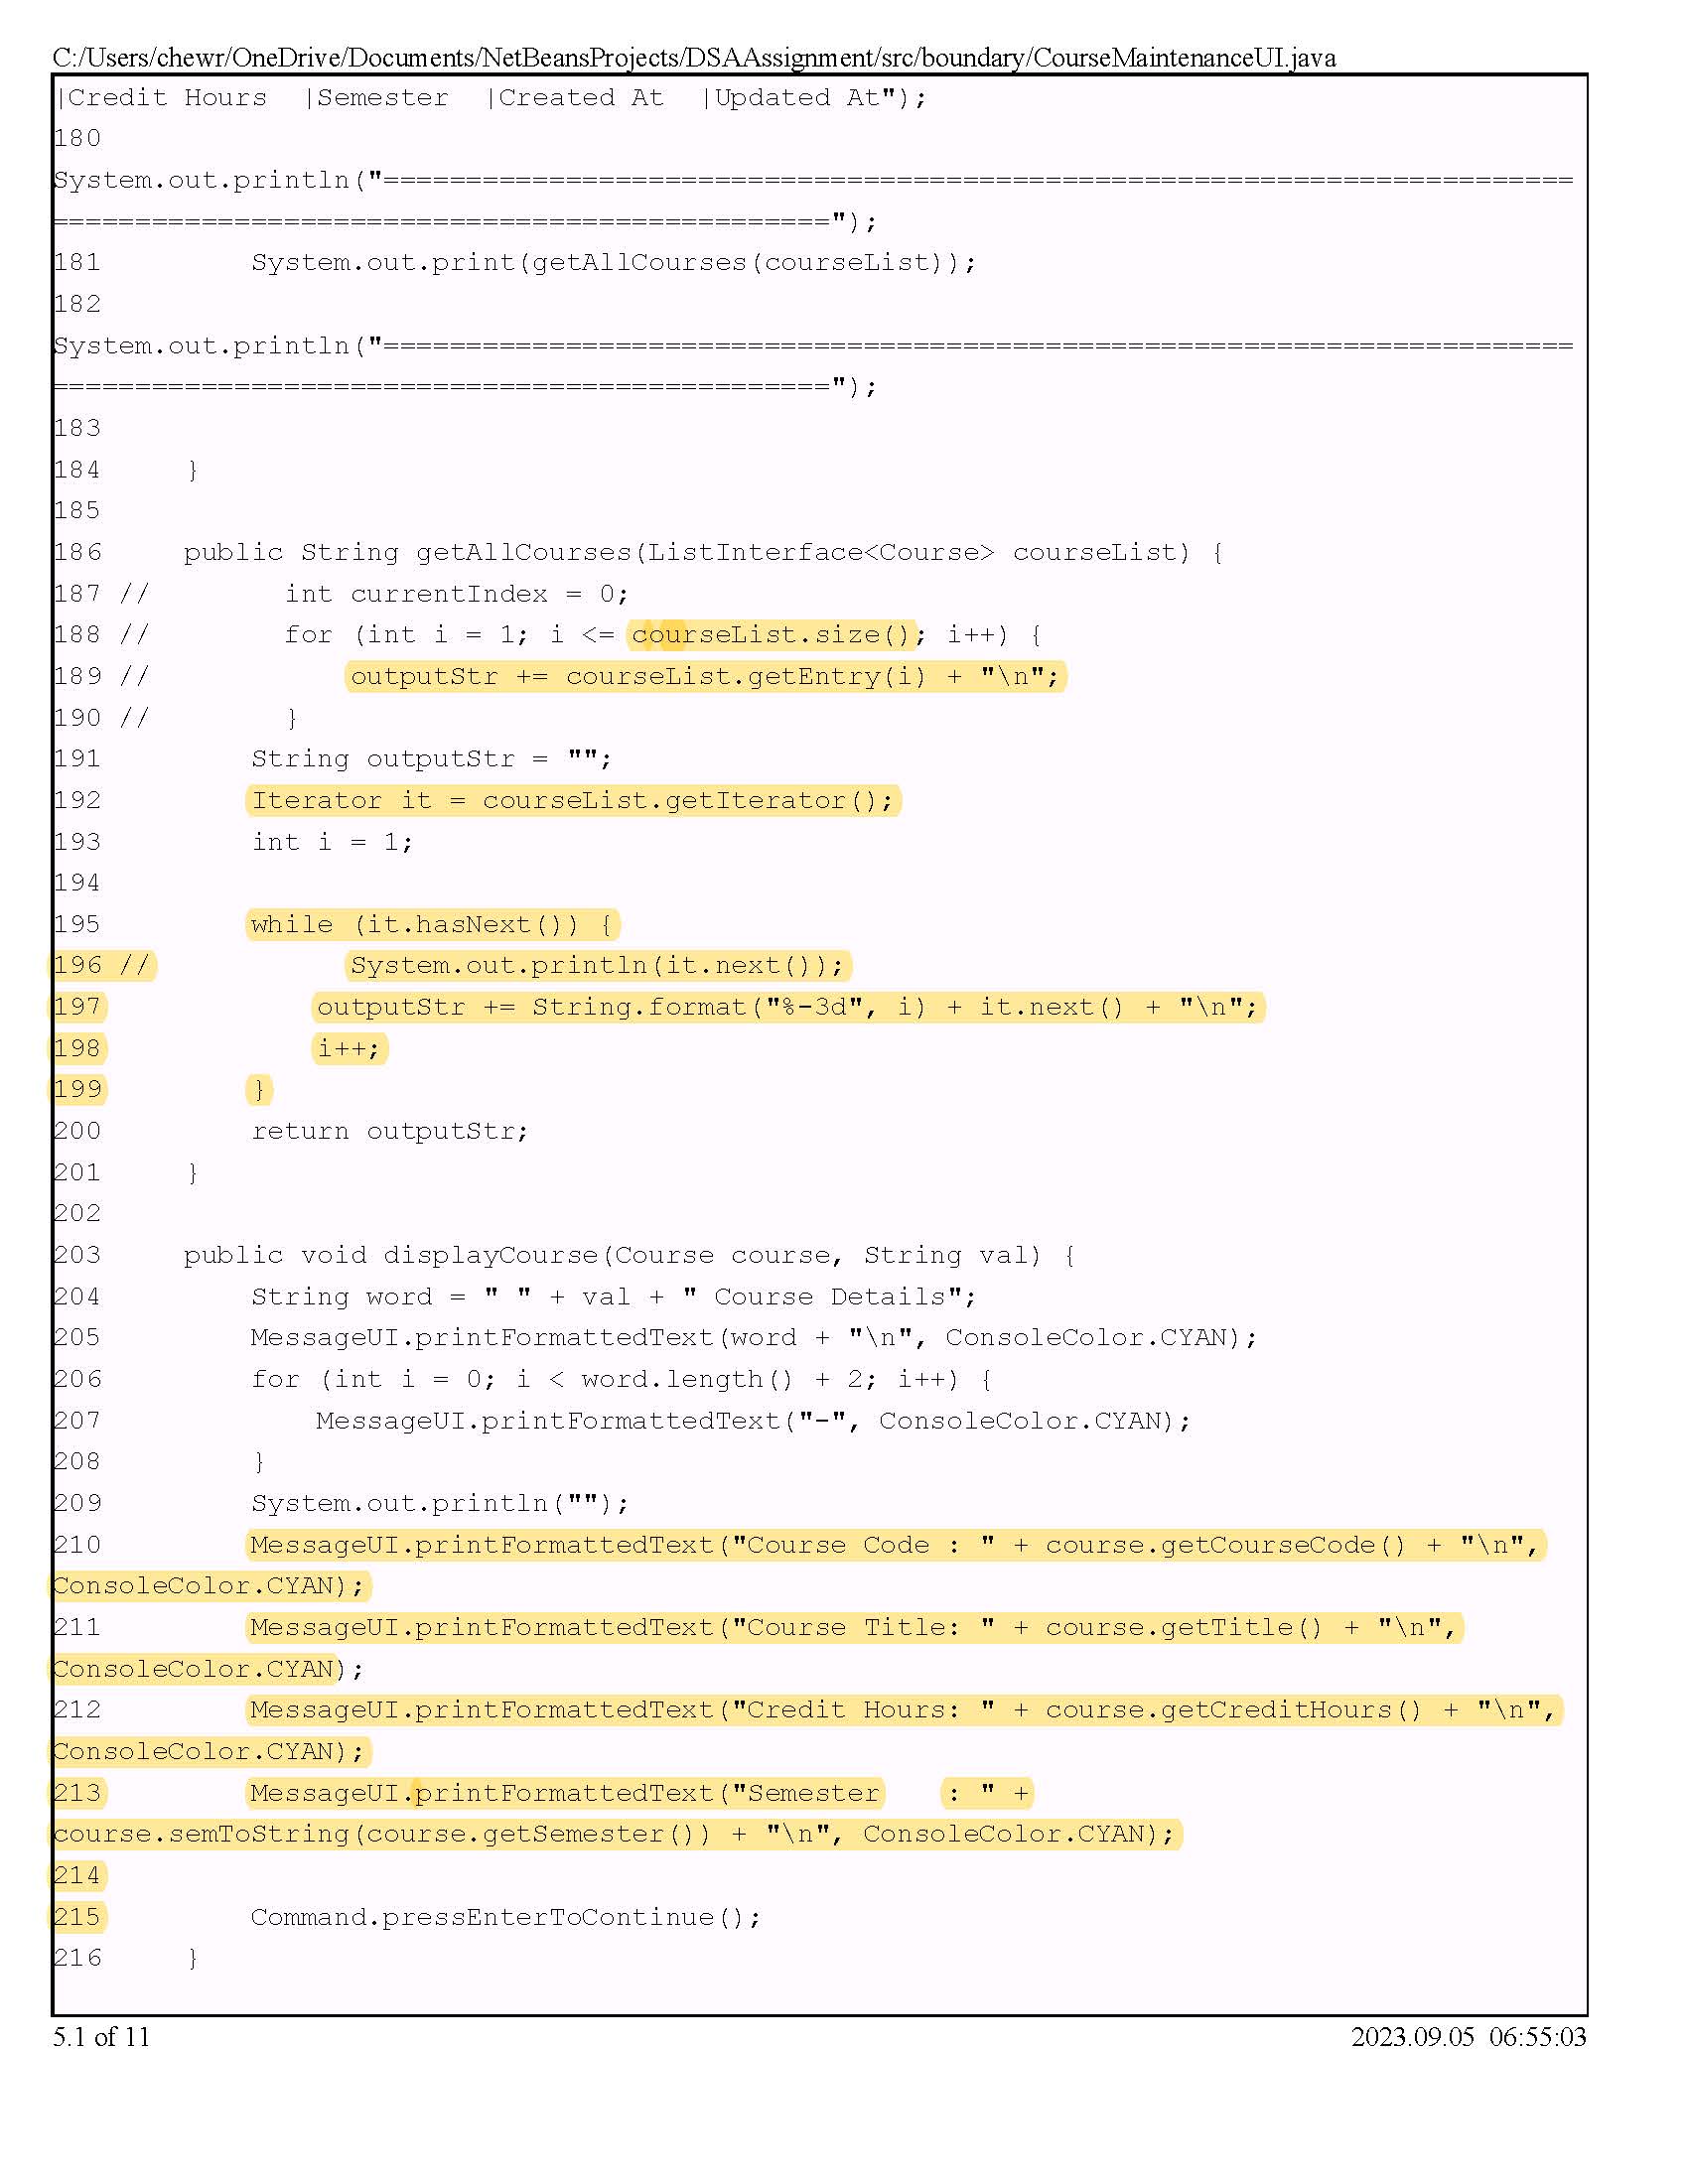 C:/Users/chewr/OneDrive/Documents/NetBeansProjects/DSAAssignment/src/boundary/CourseMaintenanceUI.java
|Credit Hours  |Semester  |Created At  |Updated At");
180
System.out.println("========================================================================
===============================================");
181         System.out.print(getAllCourses(courseList));
182
System.out.println("========================================================================
===============================================");
183
184     }
185
186     public String getAllCourses(ListInterface<Course> courseList) {
187 //        int currentIndex = 0;
188 //        for (int i = 1; i <= courseList.size(); i++) {
189 //            outputStr += courseList.getEntry(i) + "\n";
190 //        }
191         String outputStr = "";
192         Iterator it = courseList.getIterator();
193         int i = 1;
194
195         while (it.hasNext()) {
196 //            System.out.println(it.next());
197             outputStr += String.format("%-3d", i) + it.next() + "\n";
198             i++;
199         }
200         return outputStr;
201     }
202
203     public void displayCourse(Course course, String val) {
204         String word = " " + val + " Course Details";
205         MessageUI.printFormattedText(word + "\n", ConsoleColor.CYAN);
206         for (int i = 0; i < word.length() + 2; i++) {
207             MessageUI.printFormattedText("-", ConsoleColor.CYAN);
208         }
209         System.out.println("");
210         MessageUI.printFormattedText("Course Code : " + course.getCourseCode() + "\n",
ConsoleColor.CYAN);
211         MessageUI.printFormattedText("Course Title: " + course.getTitle() + "\n",
ConsoleColor.CYAN);
212         MessageUI.printFormattedText("Credit Hours: " + course.getCreditHours() + "\n",
ConsoleColor.CYAN);
213         MessageUI.printFormattedText("Semester    : " +
course.semToString(course.getSemester()) + "\n", ConsoleColor.CYAN);
214
215         Command.pressEnterToContinue();
216     }
5.1 of 11
2023.09.05  06:55:03